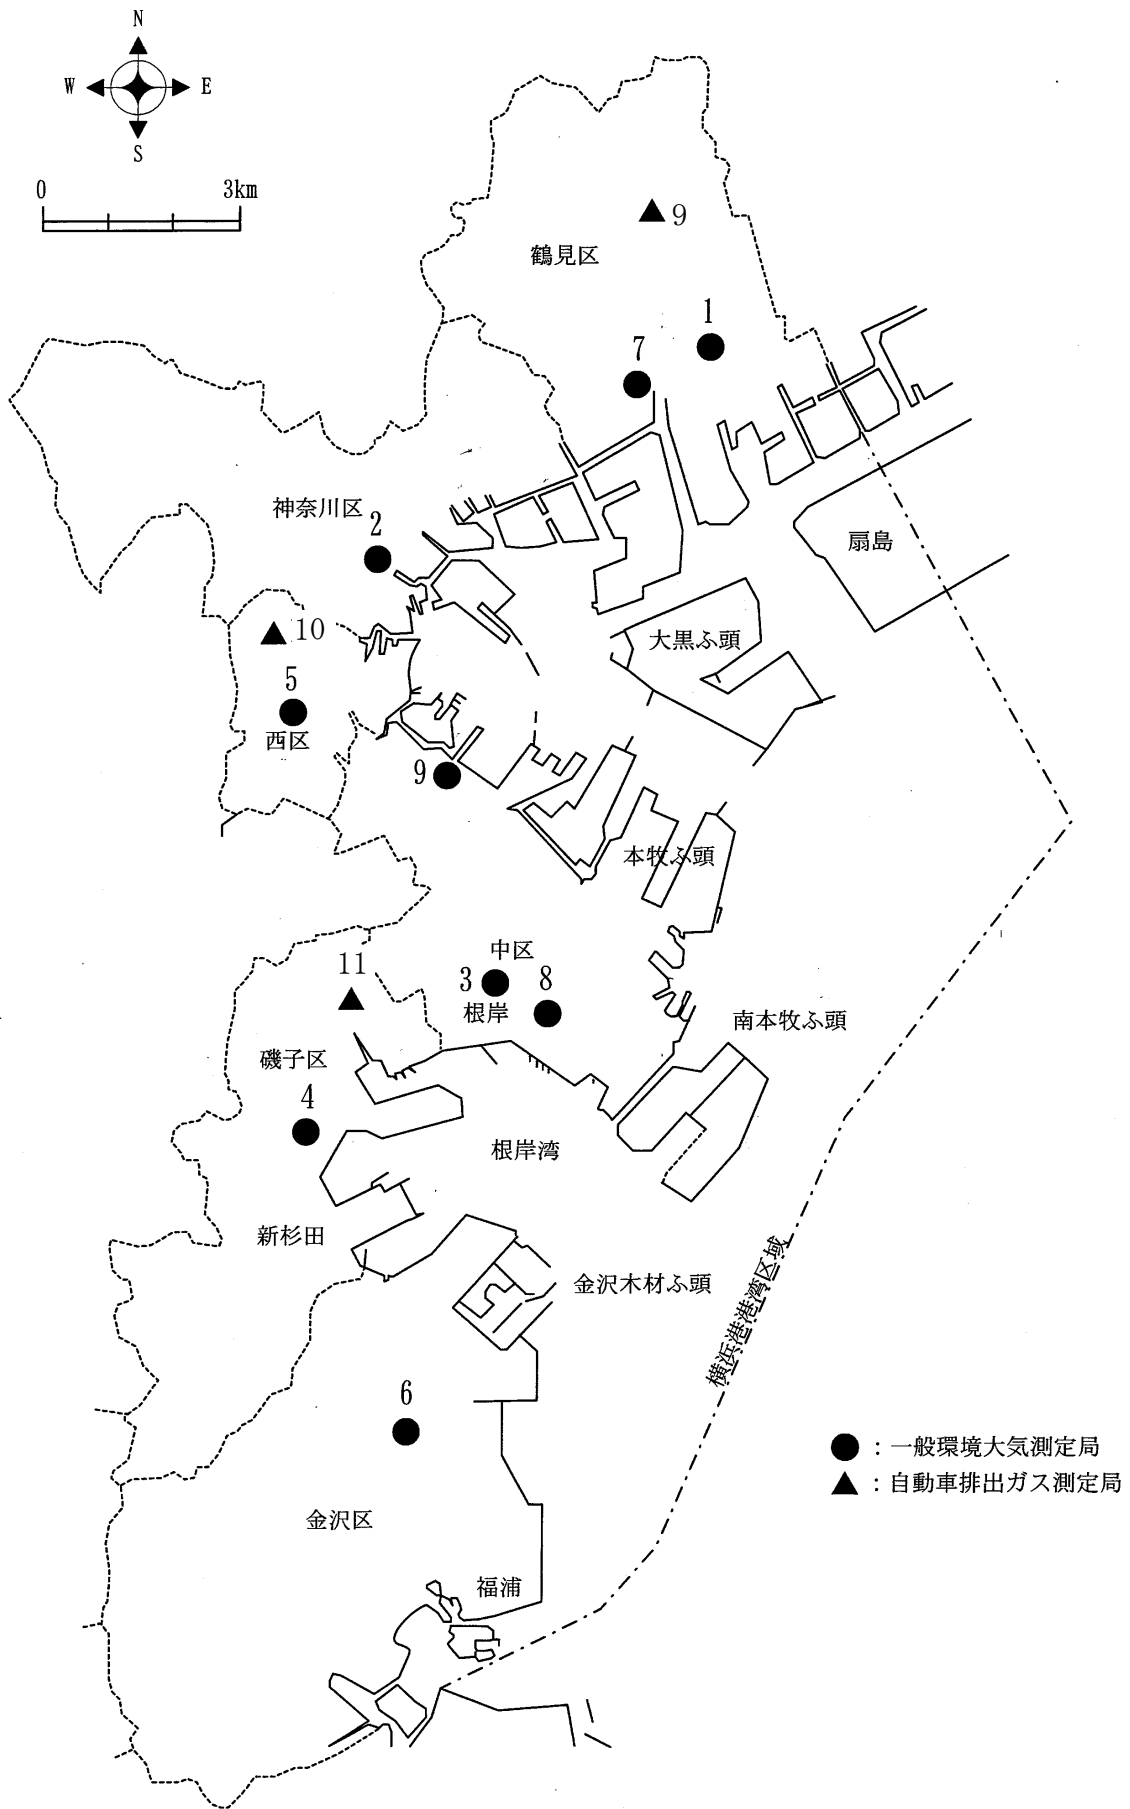 N
W E
S
0 3km
9
鶴見区
1
7
神奈川区
2
扇島
10
大黒ふ頭
5
西区
9
本牧ふ頭
中区
11
3 8
根岸
南本牧ふ頭
磯子区
4
根岸湾
新杉田
横浜港港湾区域
金沢木材ふ頭
6
●:一般環境大気測定局
▲:自動車排出ガス測定局
金沢区
福浦